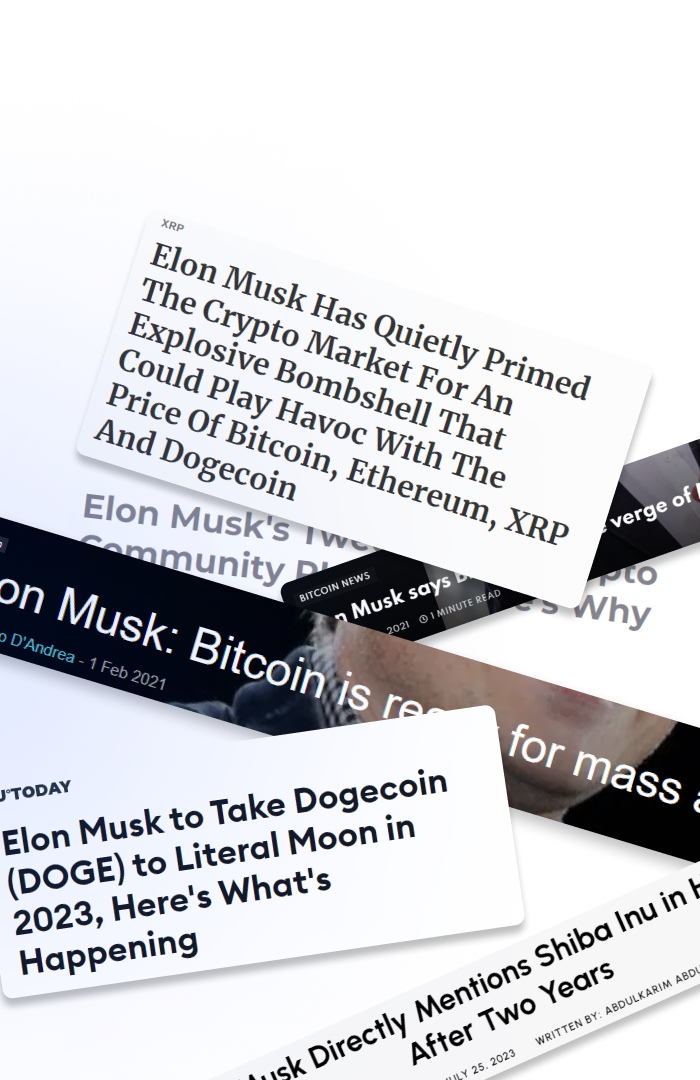 XRP
Elon Musk Has Quietly Primed
The Crypto Market For An
Explosive Bombshell That
Could Play Havoc With The
Price Of Bitcoin, Ethereum, XRP
And Dogecoin
verge of
Elon Musk's
Community
BITCOIN NEWS
Musk says
2021 1 MINUTE READ
Why
on Musk: Bitcoin is for mass
D'Andrea - 1 Feb 2021
U°TODAY
Elon Musk to Take Dogecoin
(DOGE) to Literal Moon in
2023, Here's What's
Happening
Musk Directly Mentions Shiba Inu in
After Two Years
JULY 25, 2023 WRITTEN BY: ABDULKARIM